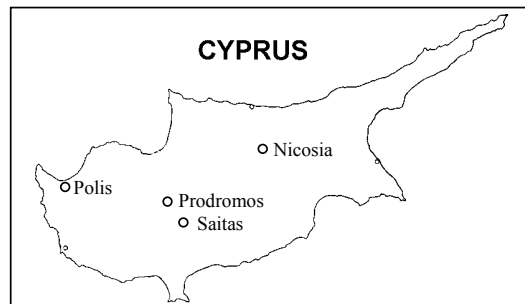 CYPRUS
Nicosia
Polis
Prodromos
Saitas